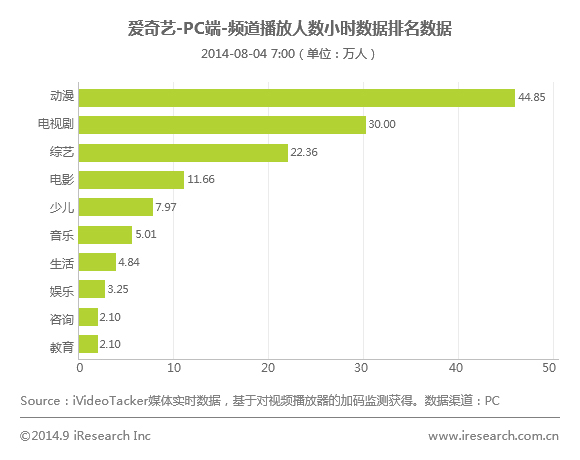 爱奇艺-PC端-频道播放人数小时数据排名数据
2014-08-04 7:00（单位：万人）
动漫 44.85
电视剧 30.00
综艺 22.36
电影 11.66
少儿 7.97
音乐 5.01
生活 4.84
娱乐 3.25
咨询 2.10
教育 2.10
0 10 20 30 40 50
Source：iVideoTacker媒体实时数据，基于对视频播放器的加码监测获得。数据渠道：PC
©2014.9 iResearch Inc www.iresearch.com.cn